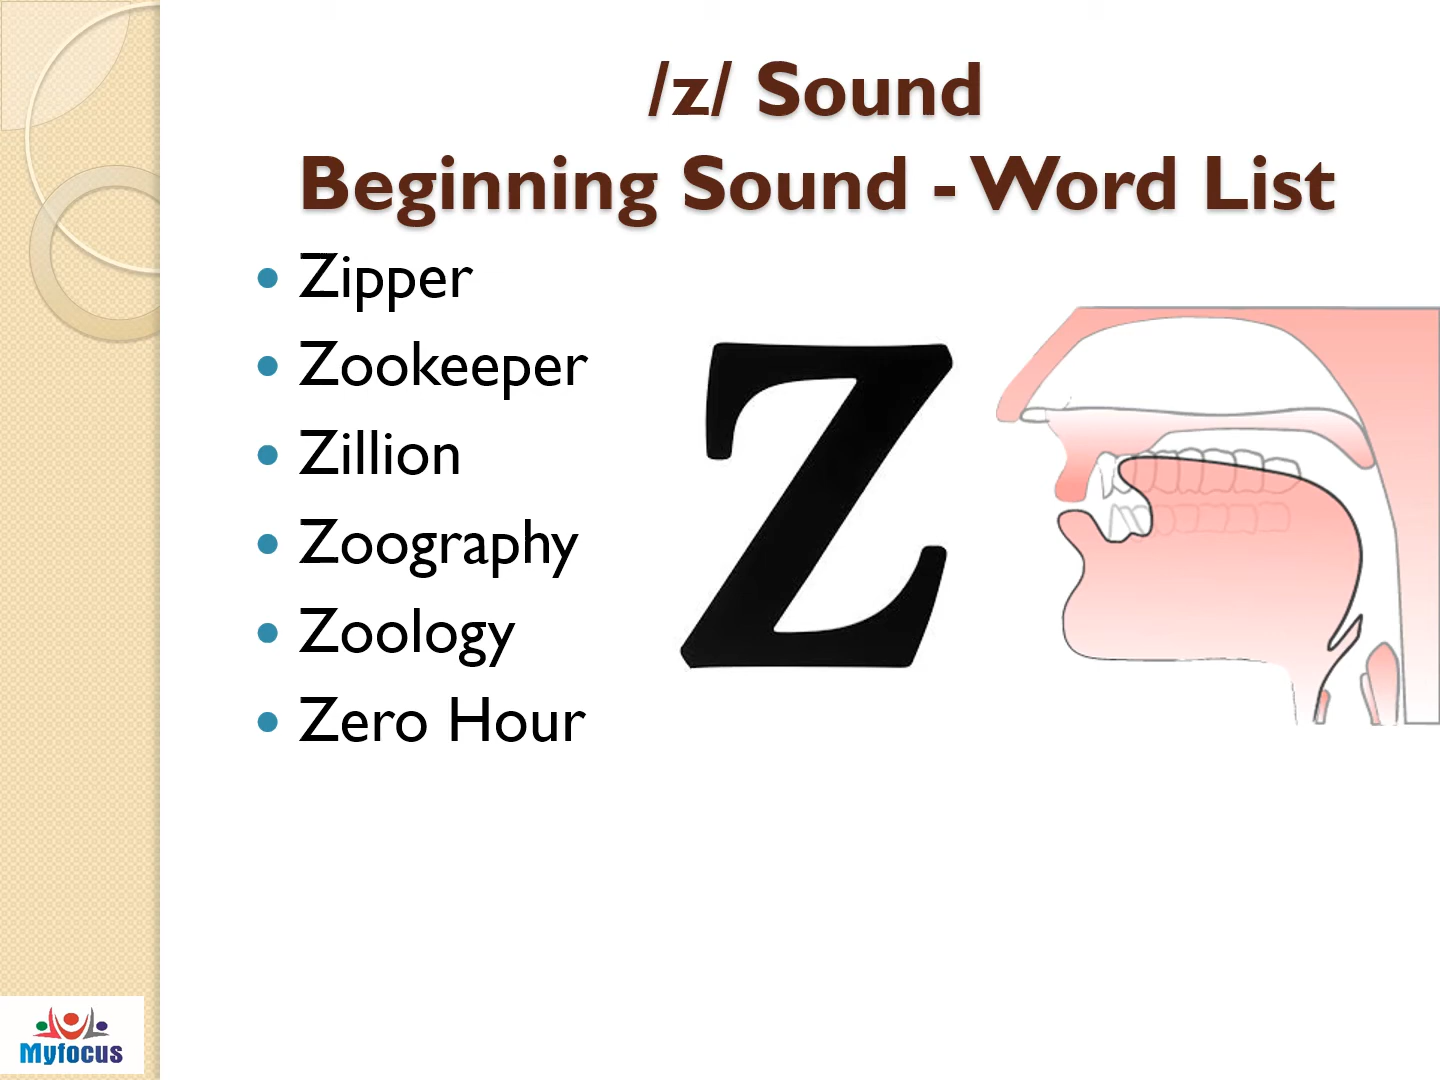 /z/ Sound
Beginning Sound - Word List
• Zipper
• Zookeeper
• Zillion
• Zoography
• Zoology
• Zero Hour
Z
Myfocus